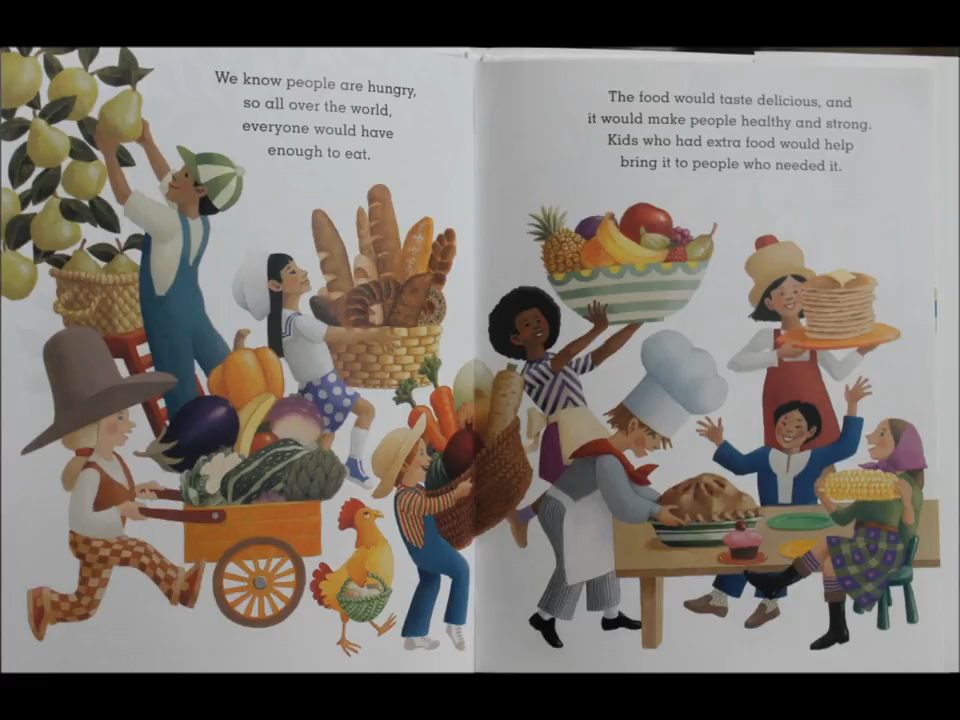 We know people are hungry,
so all over the world,
everyone would have
enough to eat.
The food would taste delicious, and
it would make people healthy and strong.
Kids who had extra food would help
bring it to people who needed it.